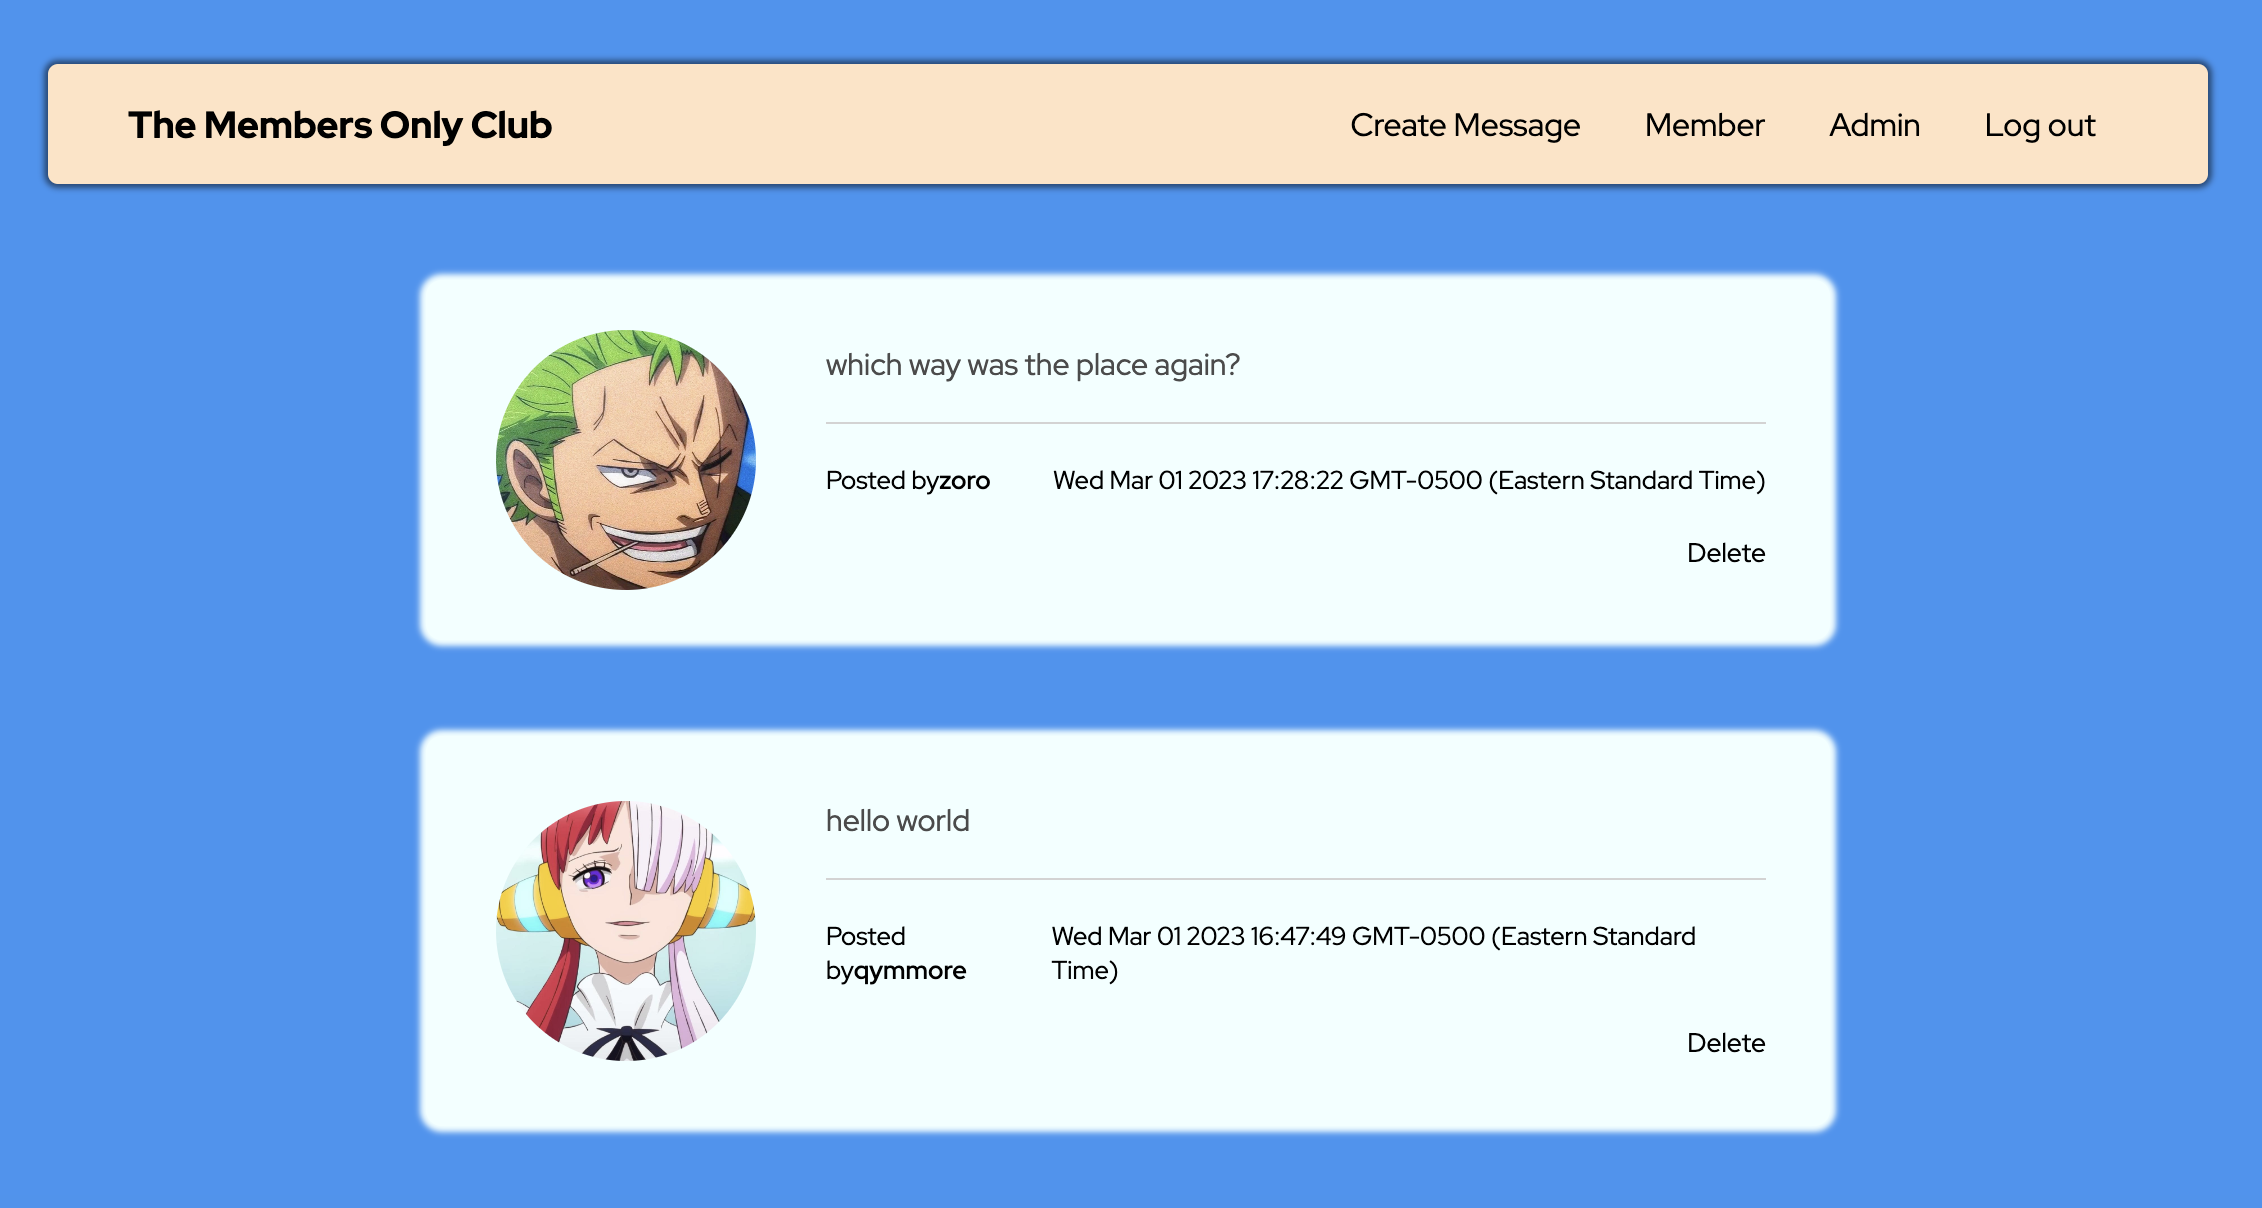 The Members Only Club
Create Message Member Admin Log out
which way was the place again?
Posted byzoro Wed Mar 01 2023 17:28:22 GMT-0500 (Eastern Standard Time)
Delete
hello world
Posted
byqymmore
Wed Mar 01 2023 16:47:49 GMT-0500 (Eastern Standard
Time)
Delete